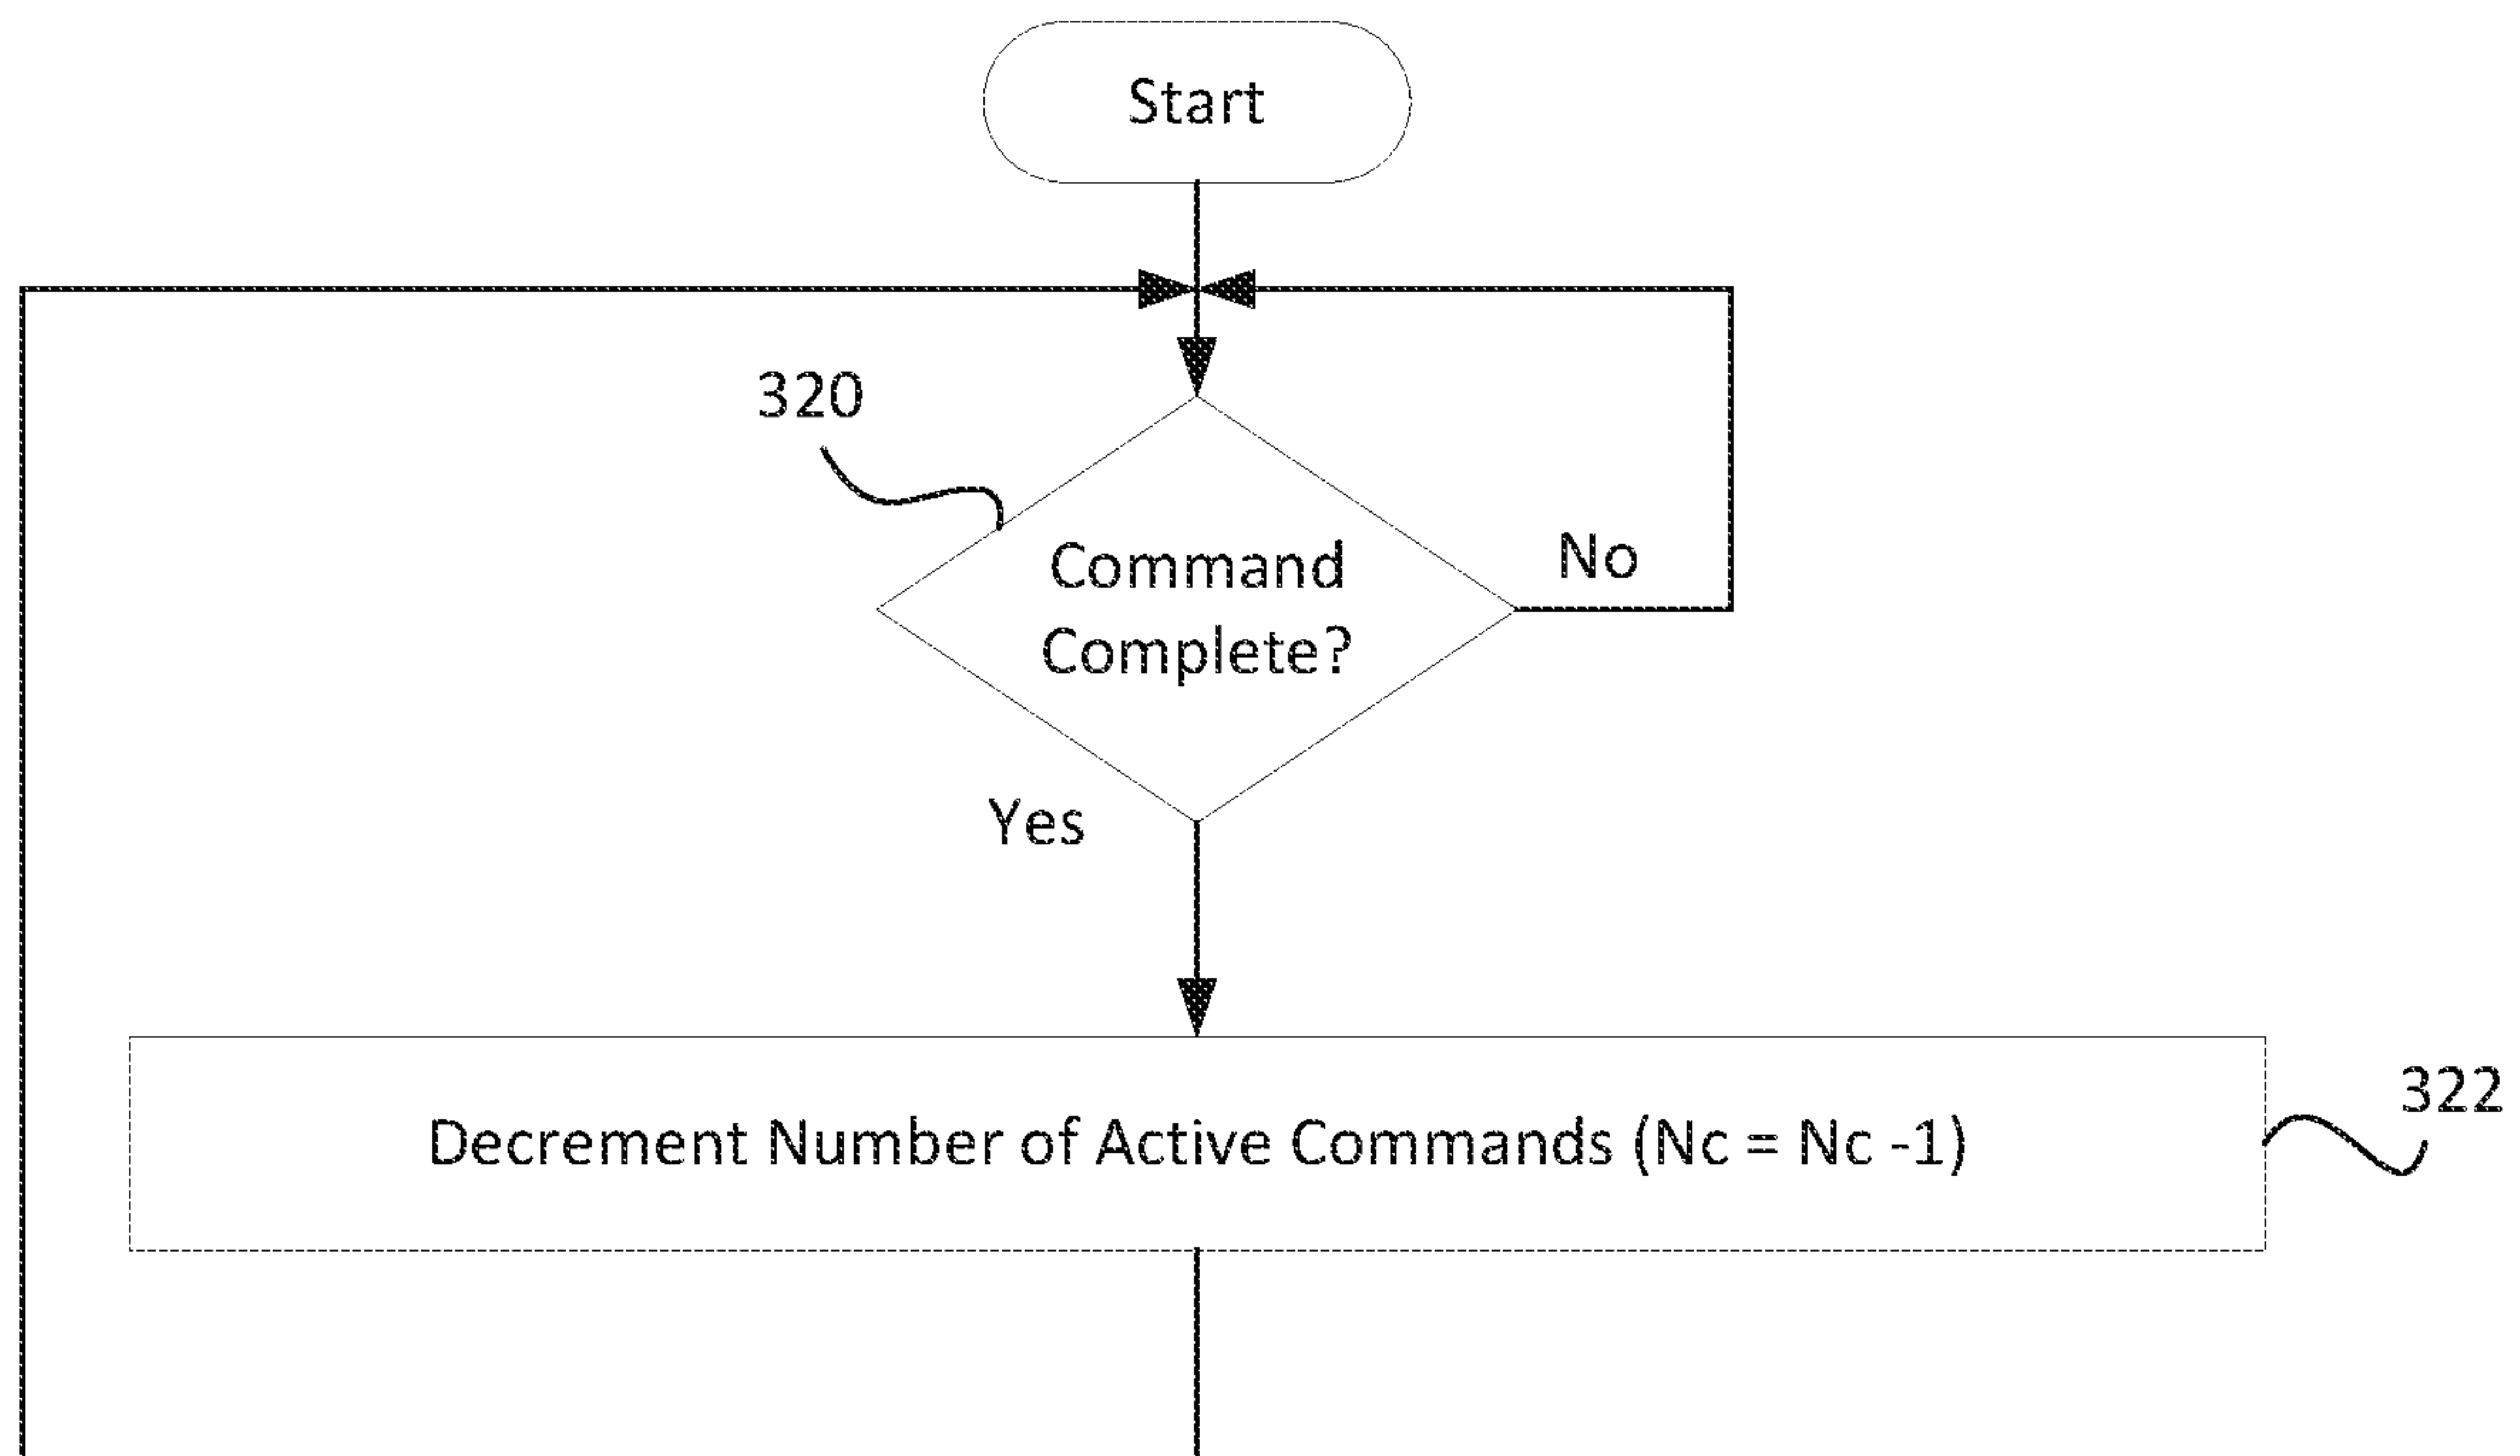 Start
320
Command
Complete?
No
Yes
322
Decrement Number of Active Commands (Nc = Nc -1)